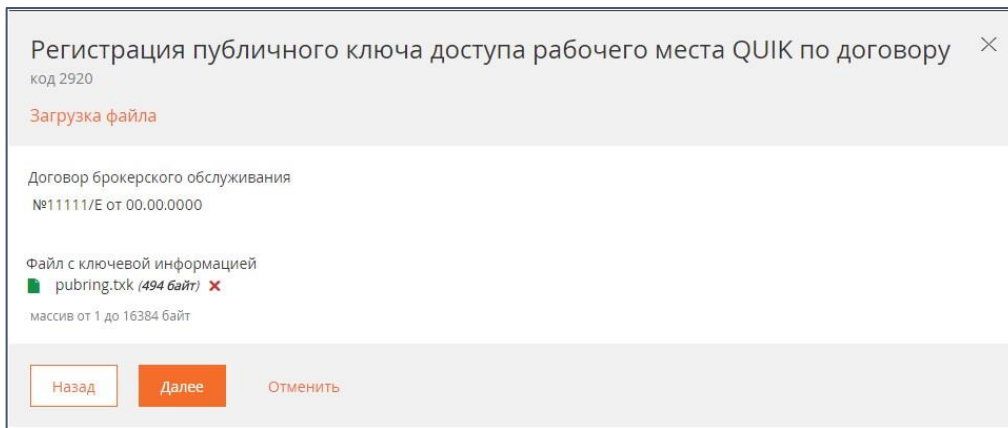 Регистрация публичного ключа доступа рабочего места QUIK по договору
код 2920
Загрузка файла
Договор брокерского обслуживания
№11111/Е от 00.00.0000
Файл с ключевой информацией
pubring.txk (494 байт)
массив от 1 до 16384 байт
Назад Далее Отменить